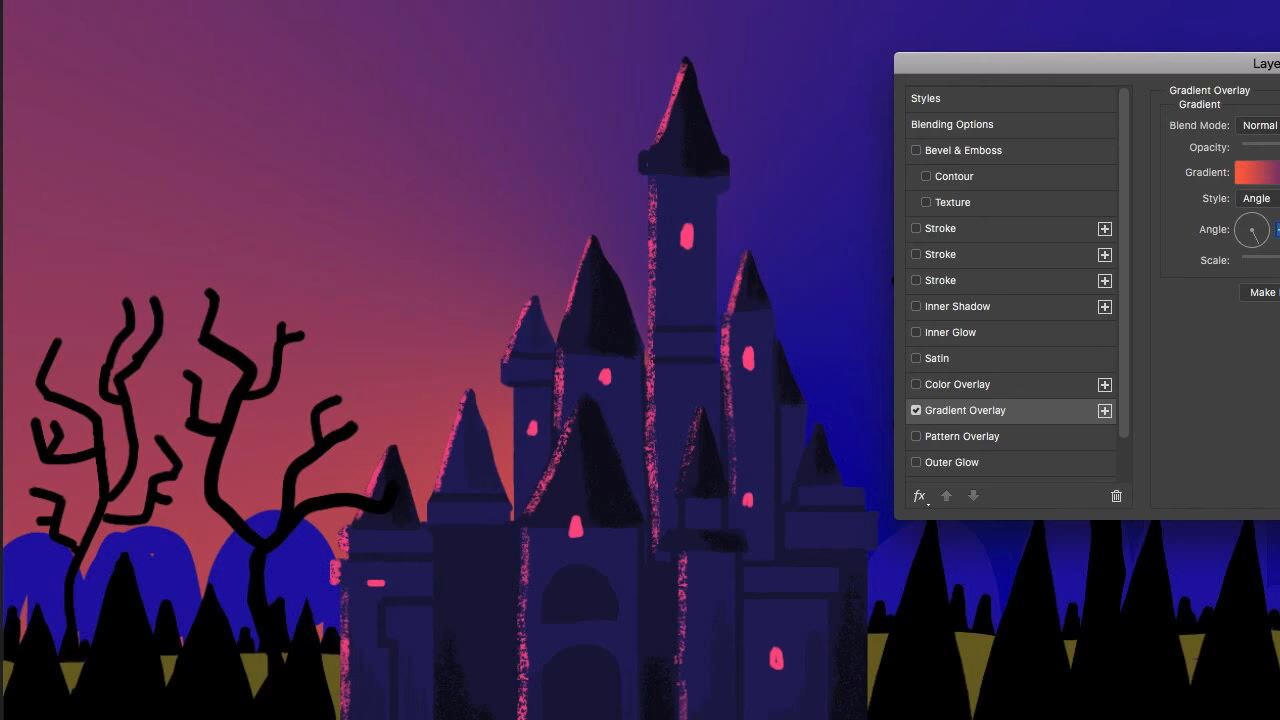 Laye
Styles
Blending Options
Bevel & Emboss
Contour
Texture
Stroke
Stroke
Stroke
Inner Shadow
Inner Glow
Satin
Color Overlay
Gradient Overlay
Pattern Overlay
Outer Glow
fx
Gradient Overlay
Gradient
Blend Mode: Normal
Opacity:
Gradient:
Style: Angle
Angle:
Scale:
Make